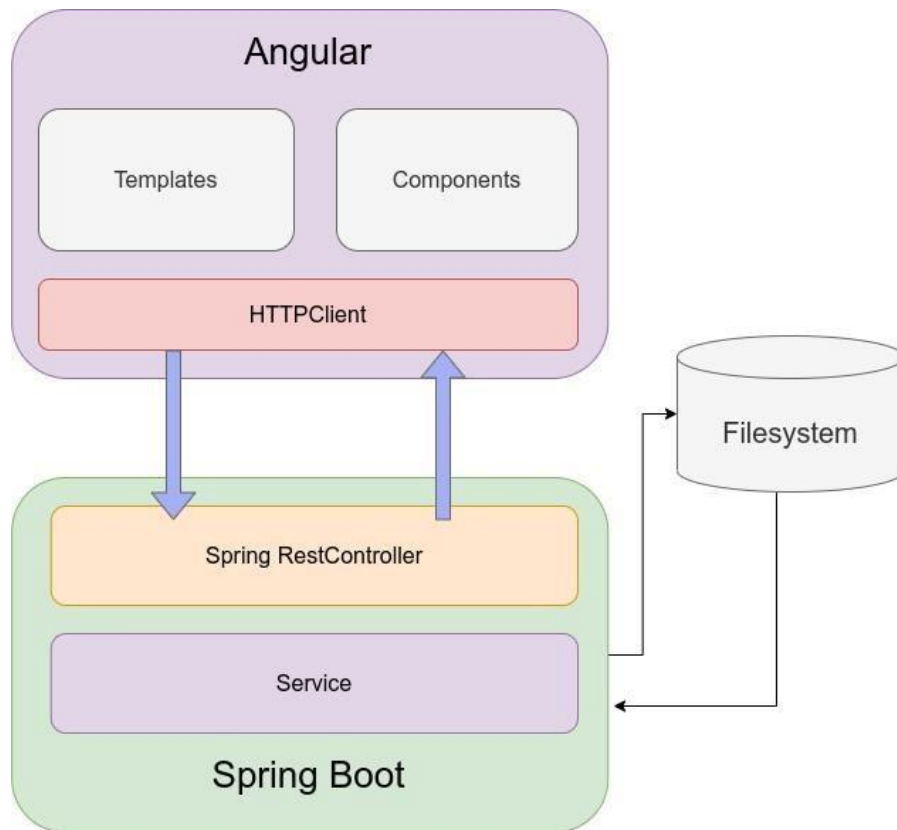 Angular
Templates
Components
HTTPClient
Filesystem
Spring RestController
Service
Spring Boot